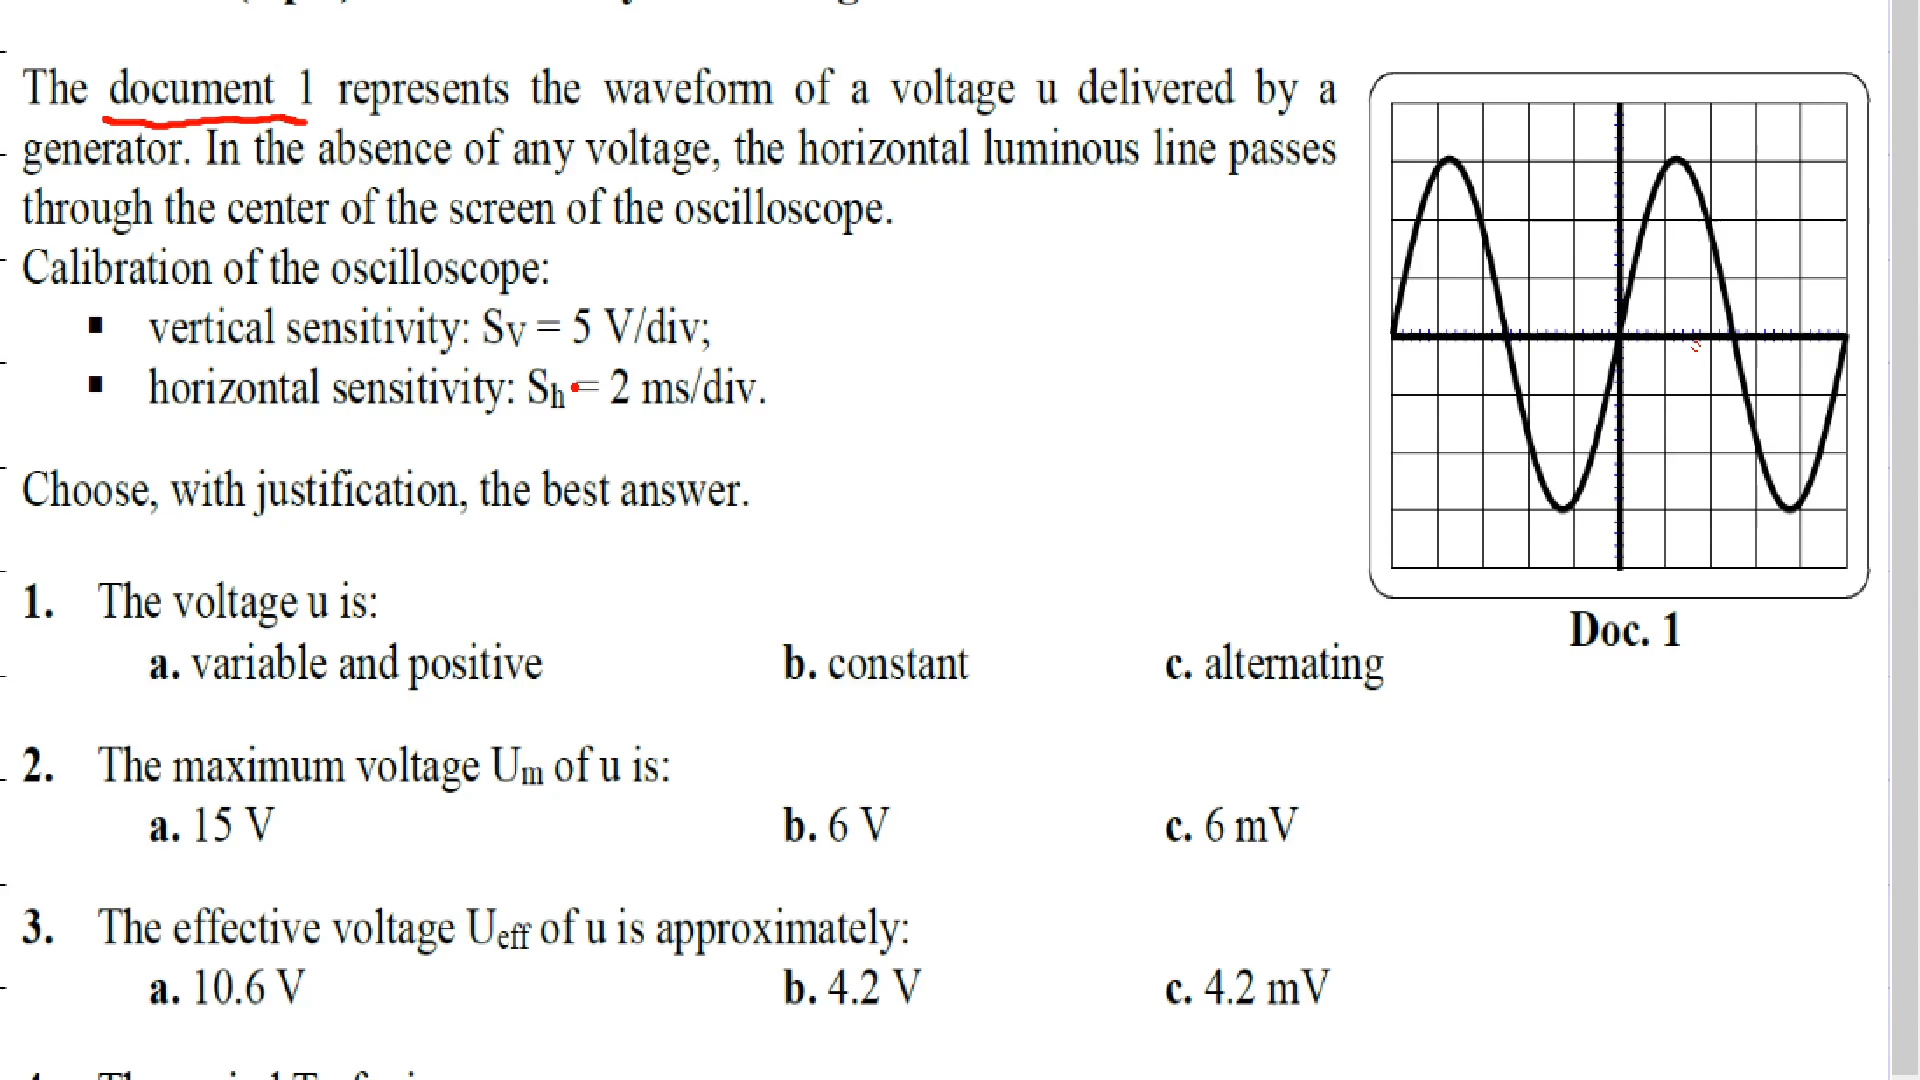 The document 1 represents the waveform of a voltage u delivered by a
generator. In the absence of any voltage, the horizontal luminous line passes
through the center of the screen of the oscilloscope.
Calibration of the oscilloscope:
▪ vertical sensitivity: SV = 5 V/div;
▪ horizontal sensitivity: Sh = 2 ms/div.
Choose, with justification, the best answer.
Doc. 1
1. The voltage u is:
a. variable and positive b. constant c. alternating
2. The maximum voltage Um of u is:
a. 15 V b. 6 V c. 6 mV
3. The effective voltage Ueff of u is approximately:
a. 10.6 V b. 4.2 V c. 4.2 mV